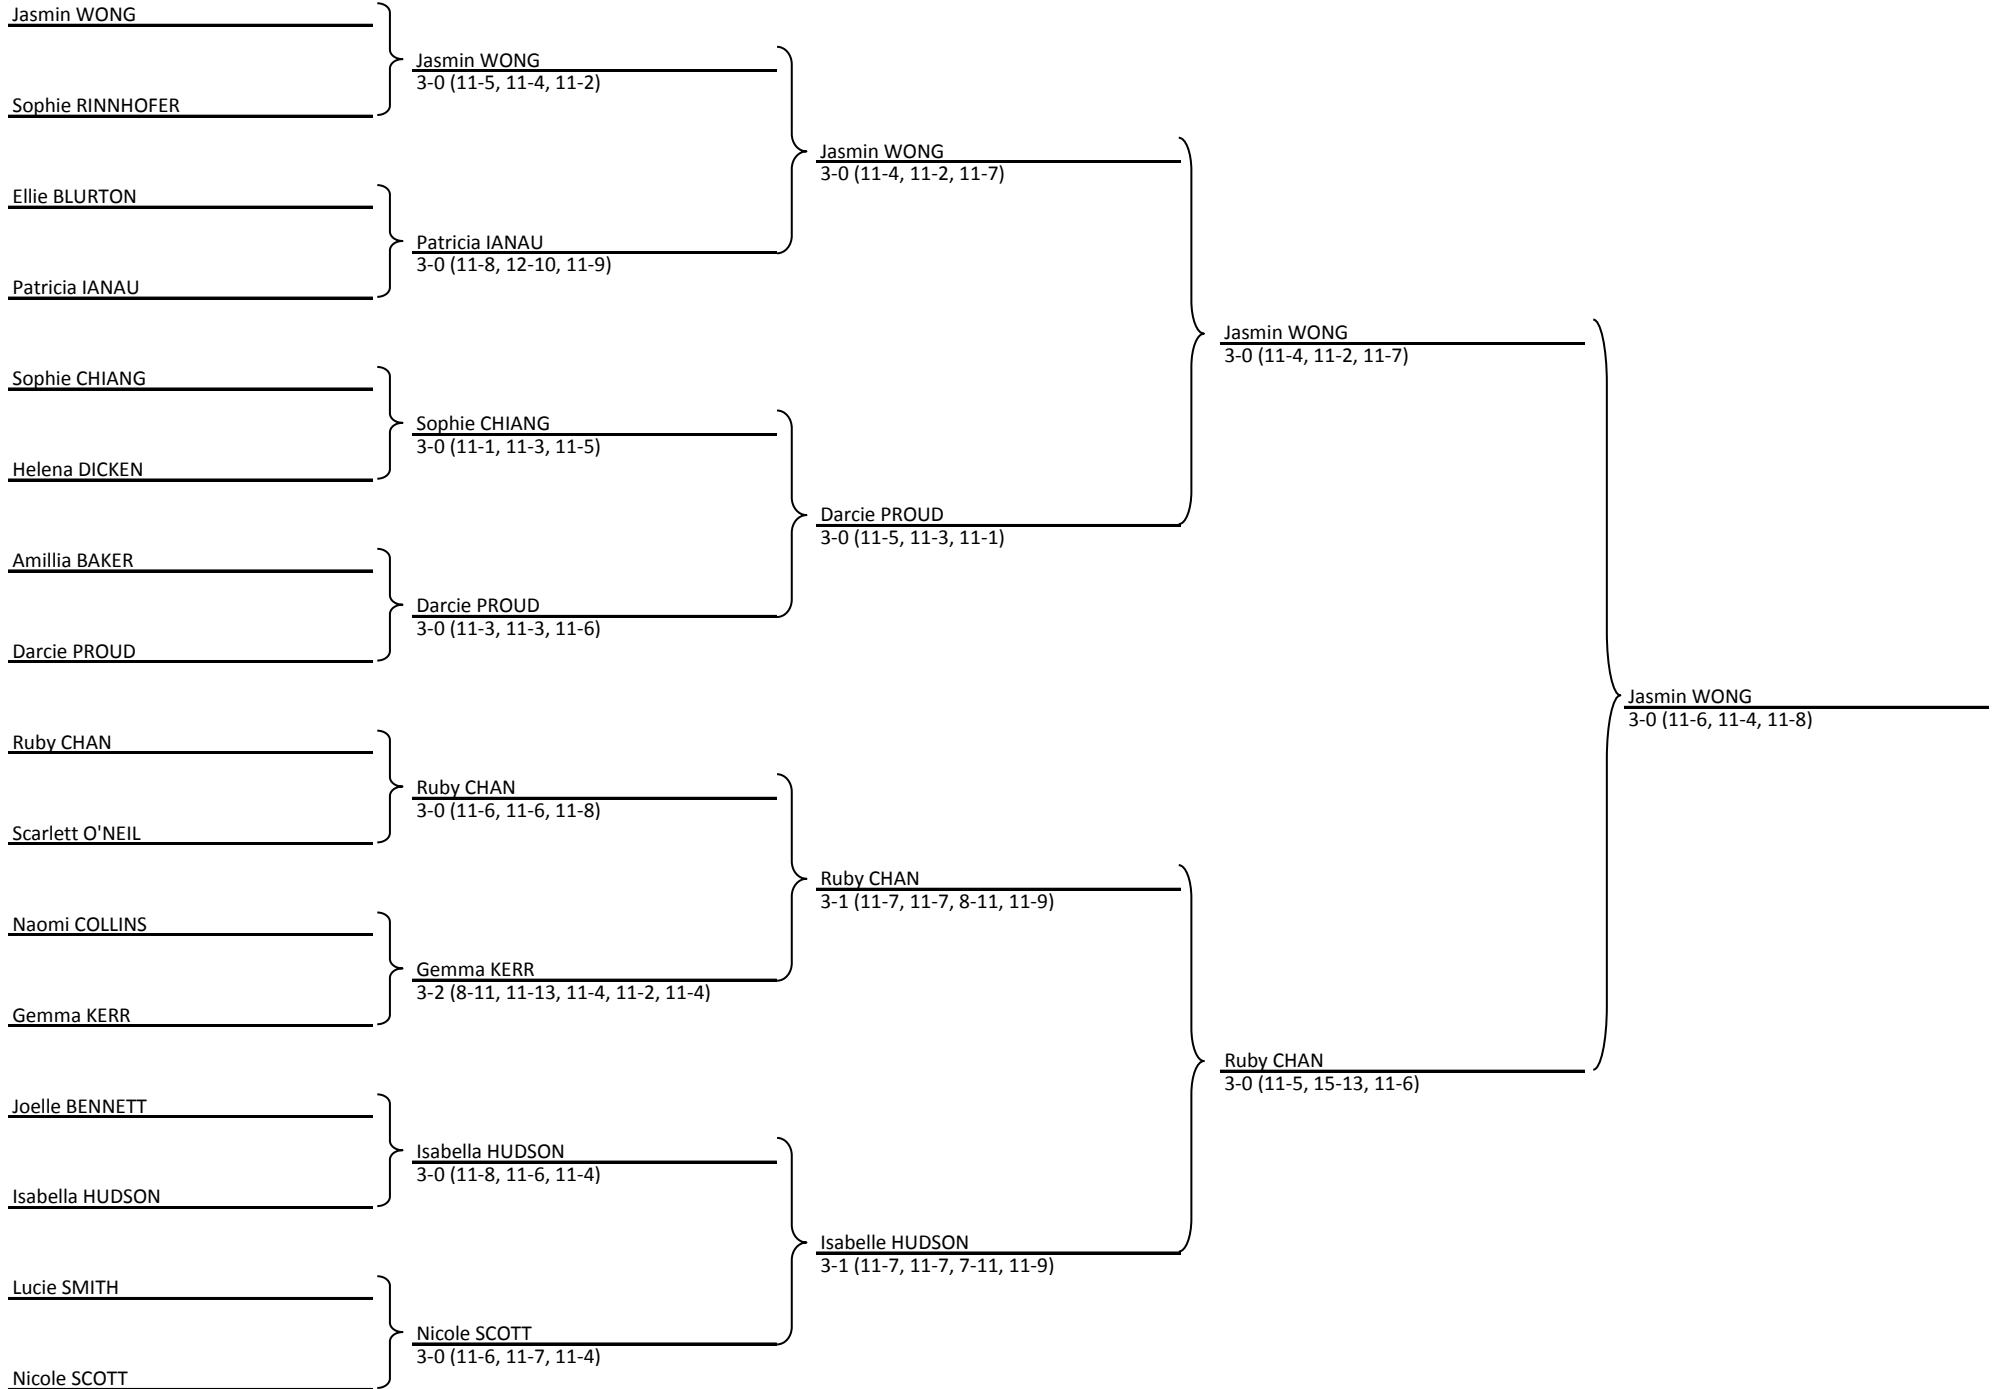 Jasmin WONG
Sophie RINNHOFER
Ellie BLURTON
Patricia IANAU
Sophie CHIANG
Helena DICKEN
Amillia BAKER
Darcie PROUD
Ruby CHAN
Scarlett O'NEIL
Naomi COLLINS
Gemma KERR
Joelle BENNETT
Isabella HUDSON
Lucie SMITH
Nicole SCOTT
Jasmin WONG
3-0 (11-5, 11-4, 11-2)
Patricia IANAU
3-0 (11-8, 12-10, 11-9)
Sophie CHIANG
3-0 (11-1, 11-3, 11-5)
Darcie PROUD
3-0 (11-3, 11-3, 11-6)
Ruby CHAN
3-0 (11-6, 11-6, 11-8)
Gemma KERR
3-2 (8-11, 11-13, 11-4, 11-2, 11-4)
Isabella HUDSON
3-0 (11-8, 11-6, 11-4)
Nicole SCOTT
3-0 (11-6, 11-7, 11-4)
Jasmin WONG
3-0 (11-4, 11-2, 11-7)
Darcie PROUD
3-0 (11-5, 11-3, 11-1)
Ruby CHAN
3-1 (11-7, 11-7, 8-11, 11-9)
Isabelle HUDSON
3-1 (11-7, 11-7, 7-11, 11-9)
Jasmin WONG
3-0 (11-4, 11-2, 11-7)
Ruby CHAN
3-0 (11-5, 15-13, 11-6)
Jasmin WONG
3-0 (11-6, 11-4, 11-8)